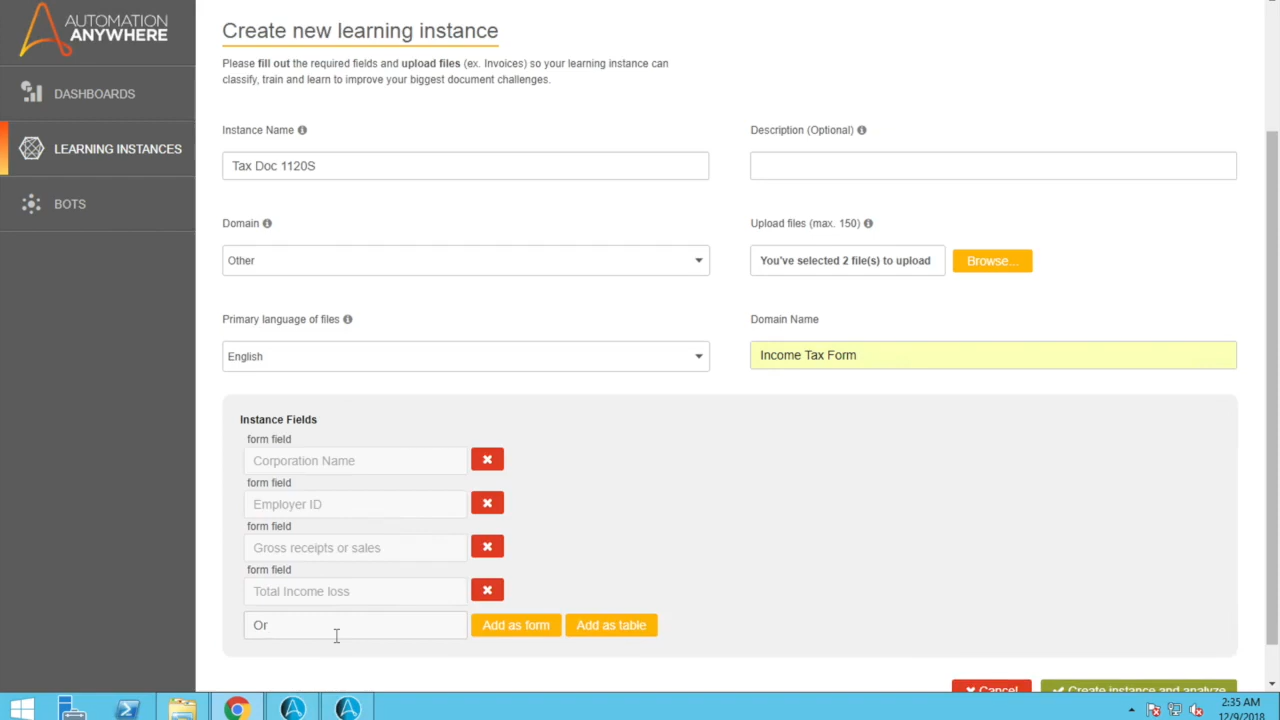 AUTOMATION
ANYWHERE
DASHBOARDS
LEARNING INSTANCES
BOTS
Create new learning instance
Please fill out the required fields and upload files (ex. Invoices) so your learning instance can
classify, train and learn to improve your biggest document challenges.
Instance Name
Description (Optional)
Tax Doc 1120S
Domain
Upload files (max. 150)
Other
You've selected 2 file(s) to upload
Browse...
Primary language of files
Domain Name
English
Income Tax Form
Instance Fields
form field
Corporation Name
form field
Employer ID
form field
Gross receipts or sales
form field
Total Income loss
Or
Add as form
Add as table
Cancel
Create instance and analyze
2:35 AM
12/9/2018